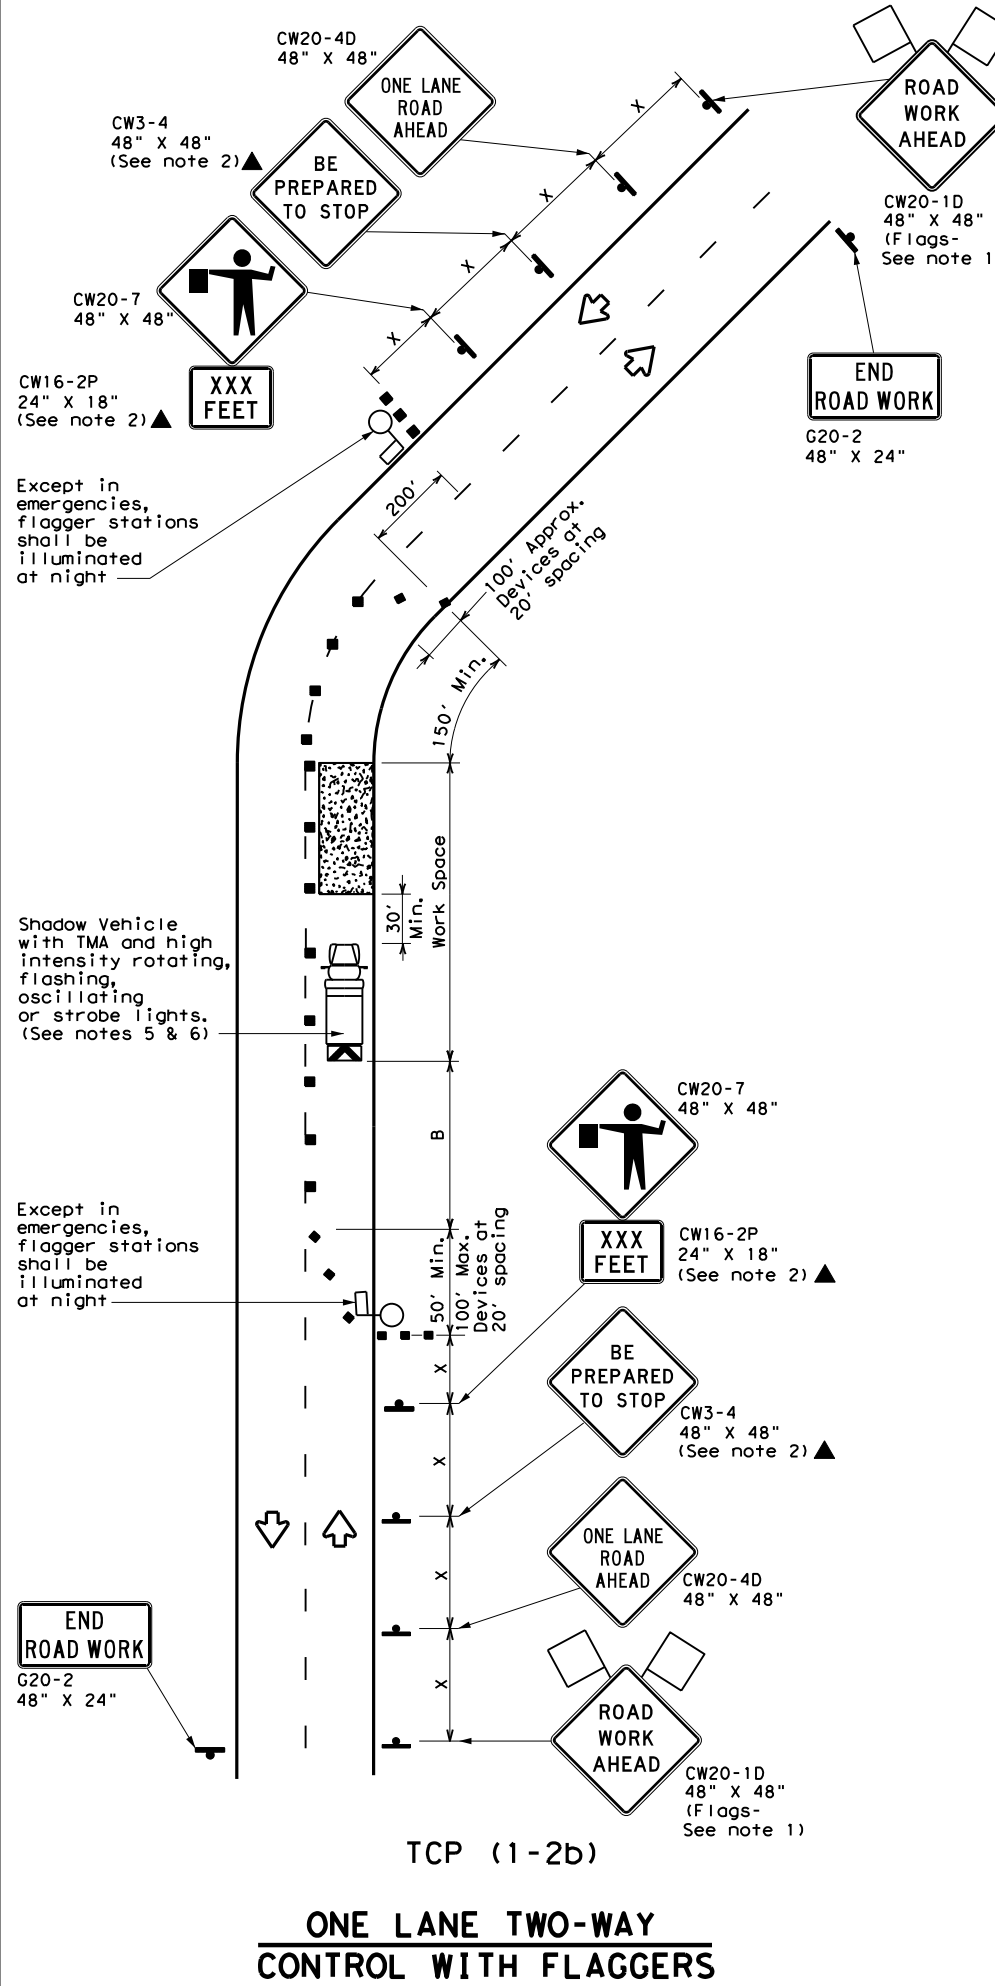 CW20-4D
48" X 48"
ONE LANE
ROAD
AHEAD
X
ROAD
WORK
AHEAD
CW3-4
48" X 48"
(See note 2)▲
BE
PREPARED
TO STOP
X
CW20-1D
48" X 48"
(Flags-
See note 1
CW20-7
48" X 48"
X
X
CW16-2P
24" X 18"
(See note 2)▲
XXX
FEET
END
ROAD WORK
G20-2
48" X 24"
Except in
emergencies,
flagger stations
shall be
illuminated
at night
200'
100' Approx.
Devices at
20' spacing
150' Min.
Work Space
30'
Min.
Shadow Vehicle
with TMA and high
intensity rotating,
flashing,
oscillating
or strobe lights.
(See notes 5 & 6)
B
CW20-7
48" X 48"
XXX
FEET
CW16-2P
24" X 18"
(See note 2)▲
Except in
emergencies,
flagger stations
shall be
illuminated
at night
50' Min.
100' Max.
Devices at
20' spacing
X
BE
PREPARED
TO STOP
CW3-4
48" X 48"
(See note 2)▲
X
ONE LANE
ROAD
AHEAD
CW20-4D
48" X 48"
X
END
ROAD WORK
G20-2
48" X 24"
X
ROAD
WORK
AHEAD
CW20-1D
48" X 48"
(Flags-
See note 1)
TCP (1-2b)
ONE LANE TWO-WAY
CONTROL WITH FLAGGERS